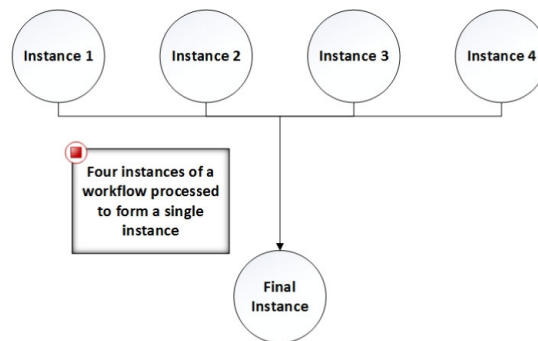 Instance 1
Instance 2
Instance 3
Instance 4
Four instances of a
workflow processed
to form a single
instance
Final
Instance